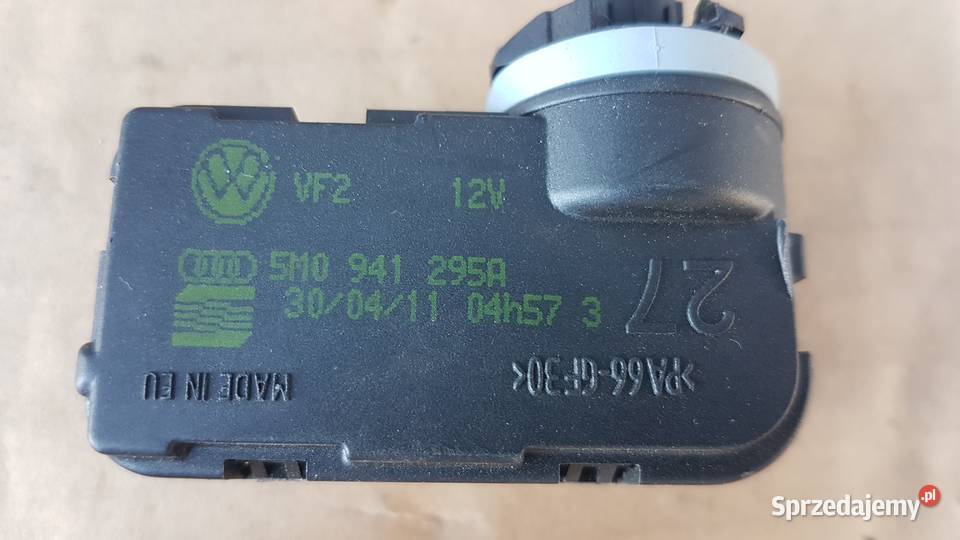 VF2 12V
5M0 941 295A
30/04/11 04h57 3
27
>PA66-GF30<
MADE IN EU
Sprzedajemy.pl